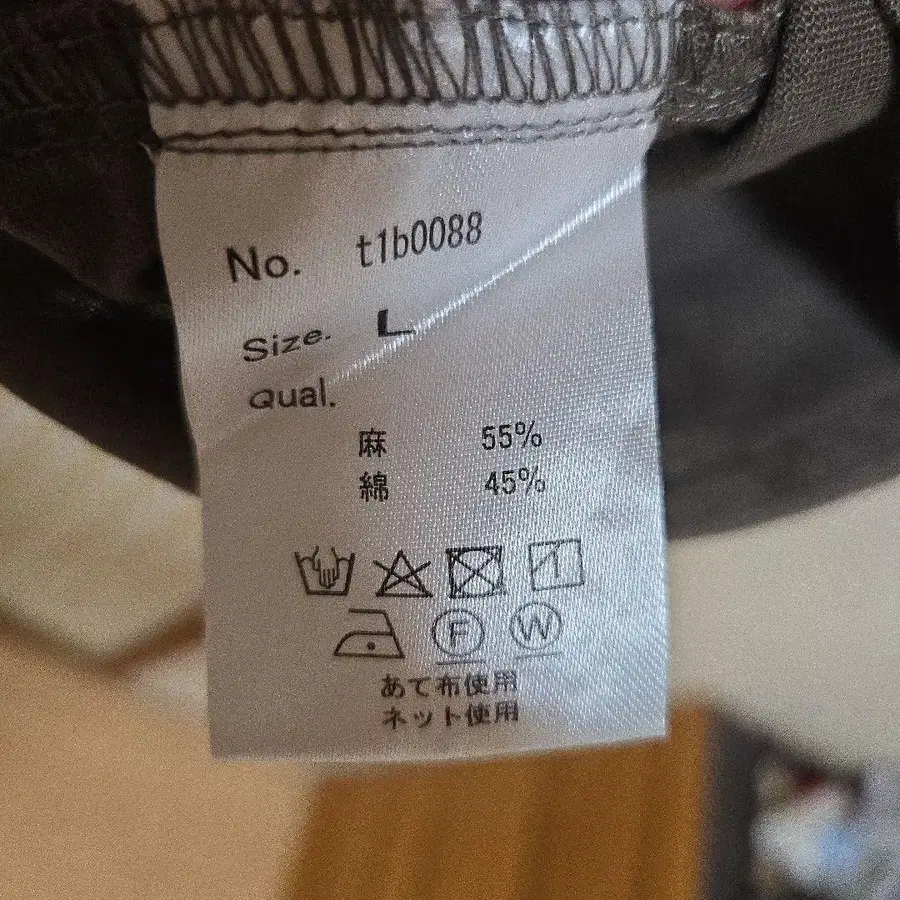 No. t1b0088
Size. L
Qual.
麻 55%
綿 45%
F W
あて布使用
ネット使用